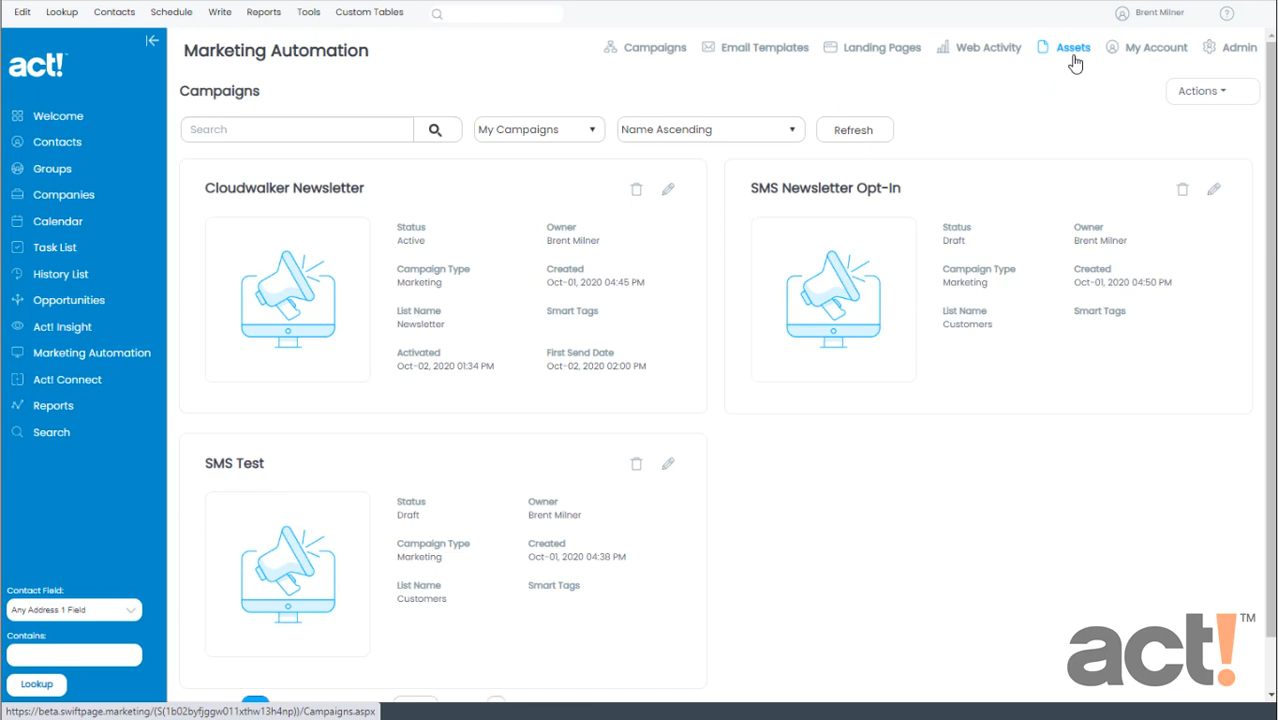 Edit Lookup Contacts Schedule Write Reports Tools Custom Tables Brent Milner ?
act!
Marketing Automation Campaigns Email Templates Landing Pages Web Activity Assets My Account Admin
Campaigns Actions
Search My Campaigns Name Ascending Refresh
Welcome
Contacts
Groups
Companies
Calendar
Task List
History List
Opportunities
Act! Insight
Marketing Automation
Act! Connect
Reports
Search
Contact Field:
Any Address 1 Field
Contains:
Lookup
Cloudwalker Newsletter
Status Owner
Active Brent Milner
Campaign Type Created
Marketing Oct-01, 2020 04:45 PM
List Name Smart Tags
Newsletter
Activated First Send Date
Oct-02, 2020 01:34 PM Oct-02, 2020 02:00 PM
SMS Newsletter Opt-In
Status Owner
Draft Brent Milner
Campaign Type Created
Marketing Oct-01, 2020 04:50 PM
List Name Smart Tags
Customers
SMS Test
Status Owner
Draft Brent Milner
Campaign Type Created
Marketing Oct-01, 2020 04:38 PM
List Name Smart Tags
Customers
act!™
https://beta.swiftpage.marketing/(S(1b02byfjggw011xthw13h4np))/Campaigns.aspx